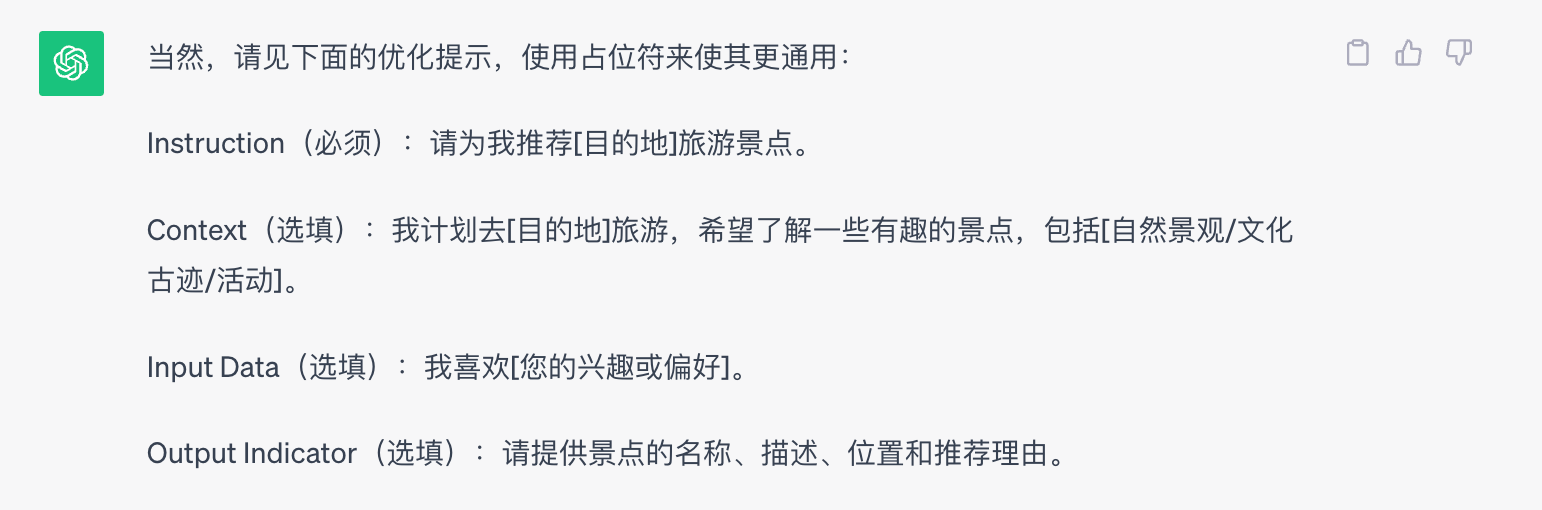 当然，请见下面的优化提示，使用占位符来使其更通用：
Instruction（必须）：请为我推荐[目的地]旅游景点。
Context（选填）：我计划去[目的地]旅游，希望了解一些有趣的景点，包括[自然景观/文化
古迹/活动]。
Input Data（选填）：我喜欢[您的兴趣或偏好]。
Output Indicator（选填）：请提供景点的名称、描述、位置和推荐理由。